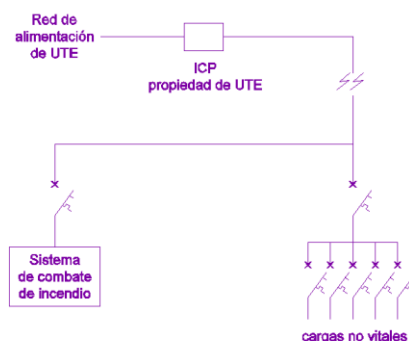 Red de
alimentación
de UTE
ICP
propiedad de UTE
Sistema
de combate
de incendio
cargas no vitales